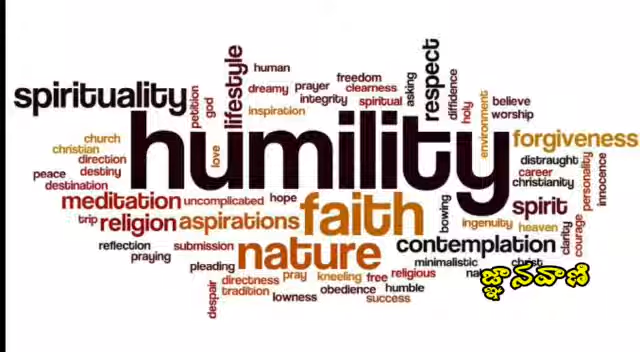 human
freedom
respect
dreamy
prayer
clearness
asking
lifestyle
integrity
spiritual
diffidence
spirituality
petition
god
inspiration
holy
environment
believe
worship
humility
church
love
forgiveness
christian
direction
distraught
peace
destiny
career
personality
innocence
destination
christianity
meditation
uncomplicated
hope
faith
bowing
spirit
trip
religion
aspirations
ingenuity
heaven
clarity
courage
reflection
submission
nature
contemplation
praying
pleading
minimalistic
christ
despair
directness
pray
kneeling
free
religious
జ్ఞానవాణి
tradition
lowness
obedience
humble
success